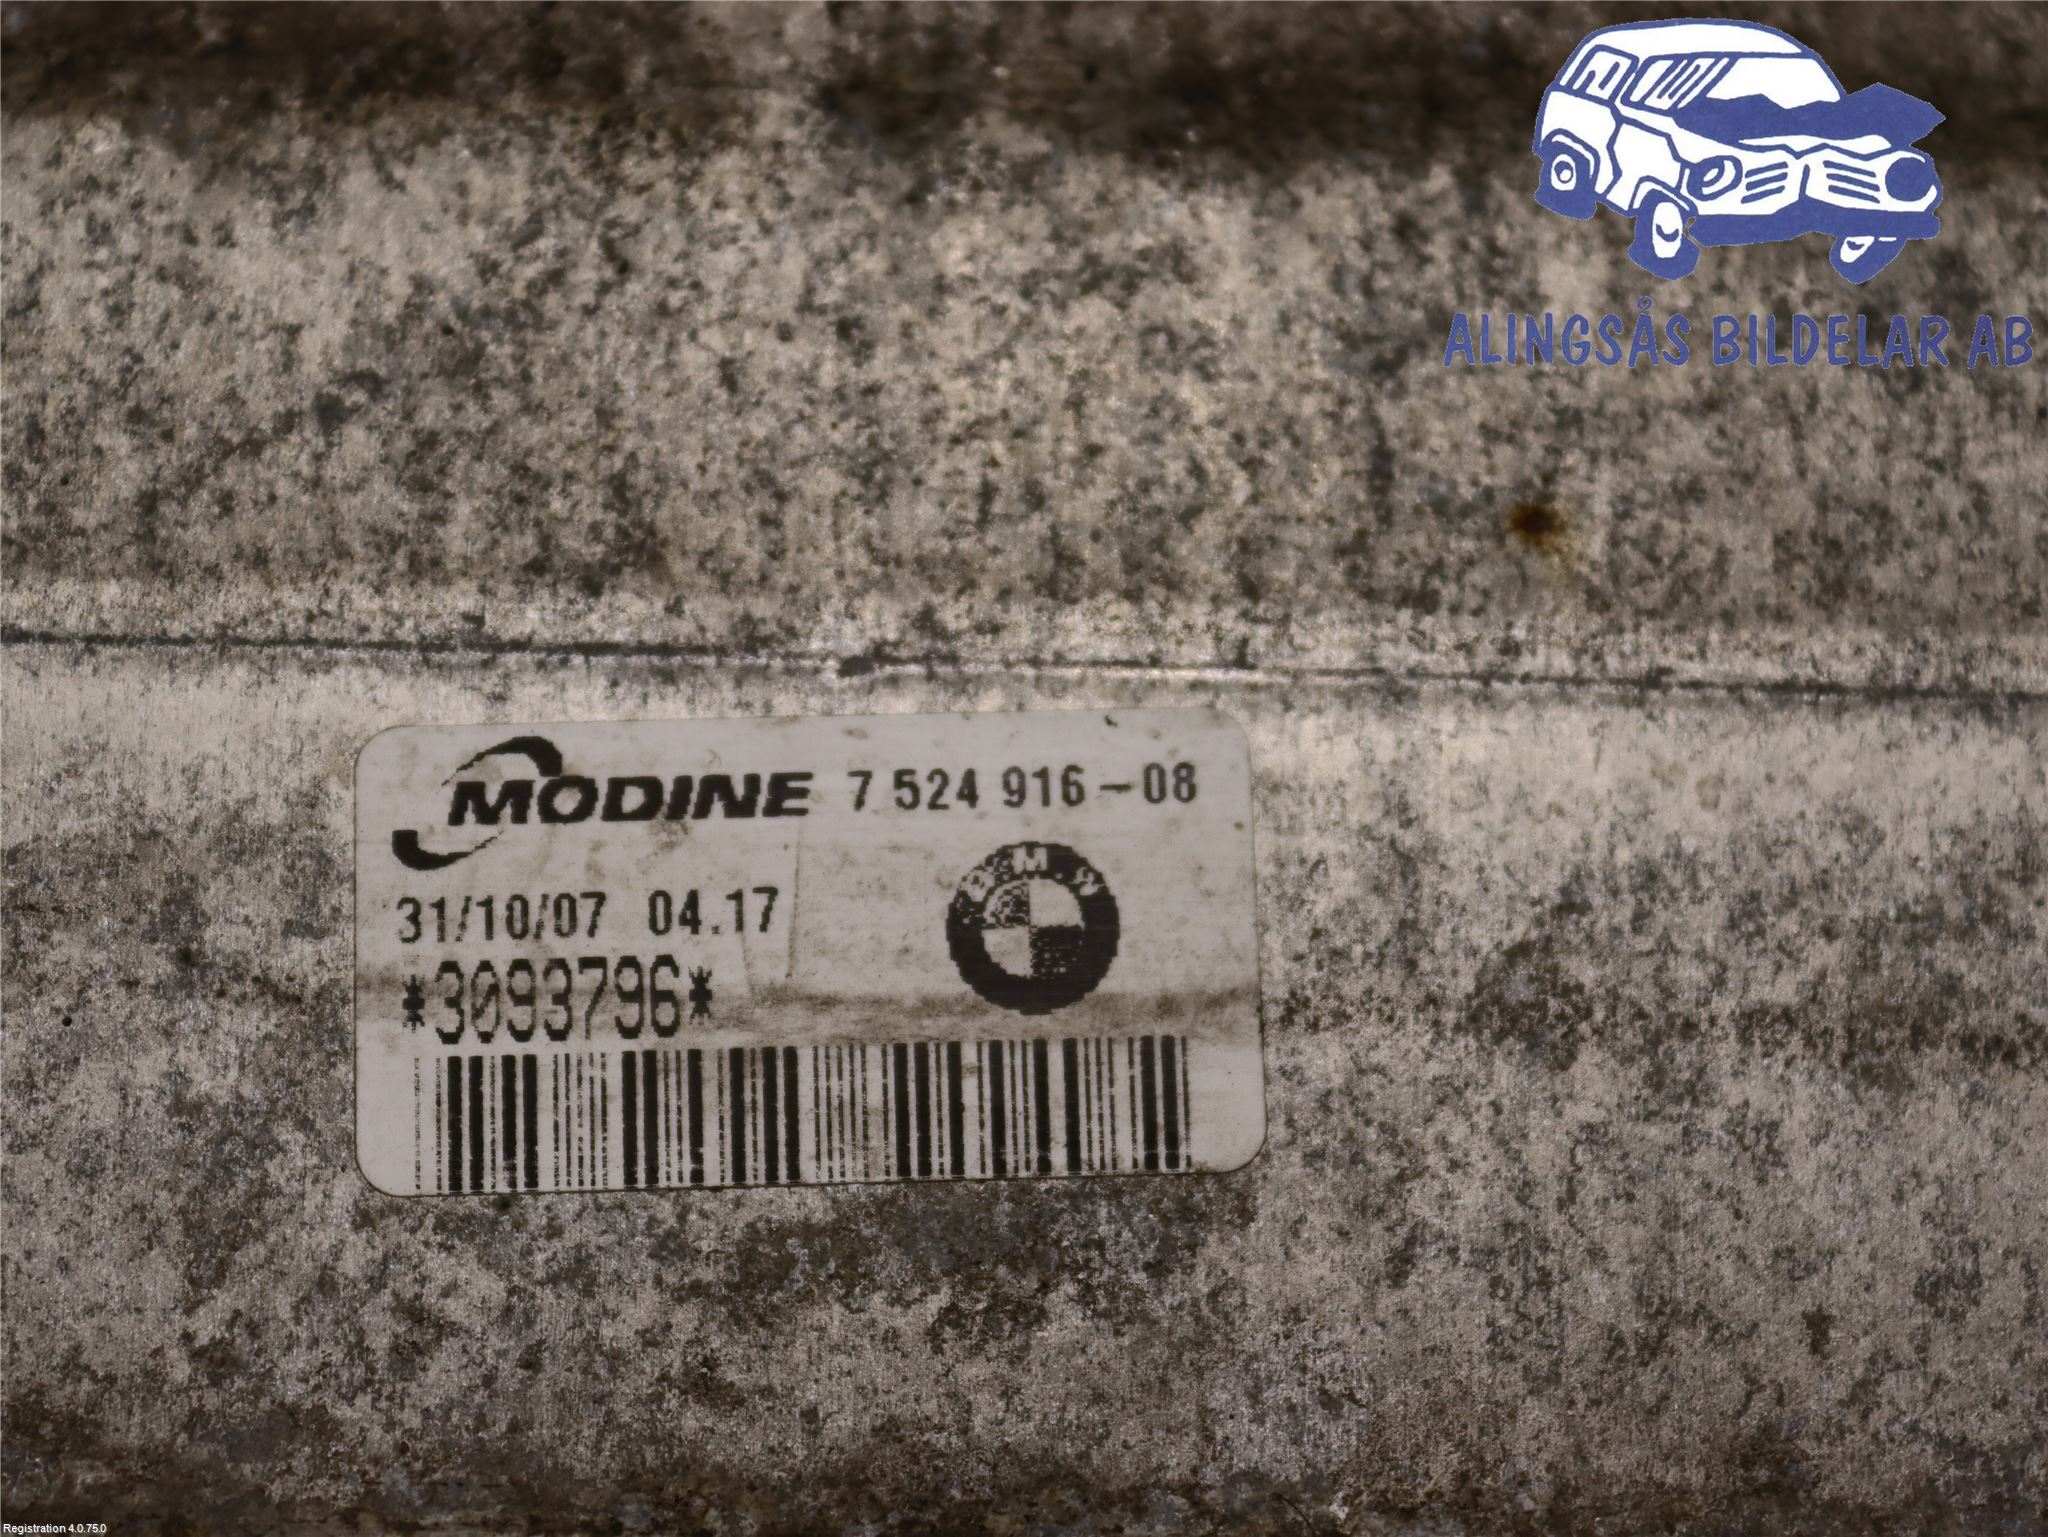 ALINGSÅS BILDELAR AB
MODINE 7 524 916-08
31/10/07 04.17
*3093796*
Registration 4.0.75.0